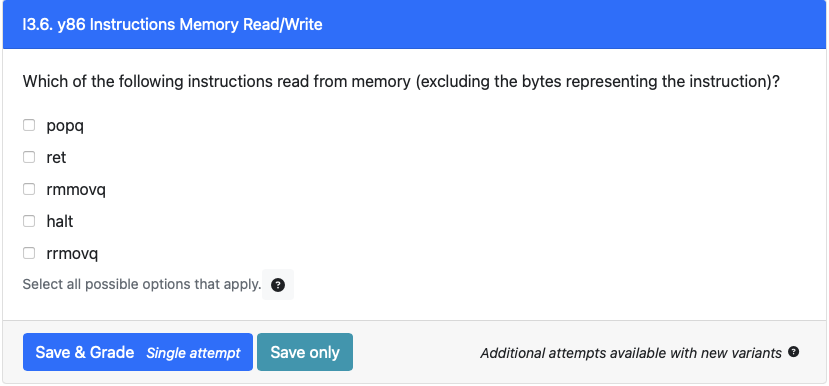 I3.6. y86 Instructions Memory Read/Write
Which of the following instructions read from memory (excluding the bytes representing the instruction)?
popq
ret
rmmovq
halt
rrmovq
Select all possible options that apply. ?
Save & Grade Single attempt
Save only
Additional attempts available with new variants ?